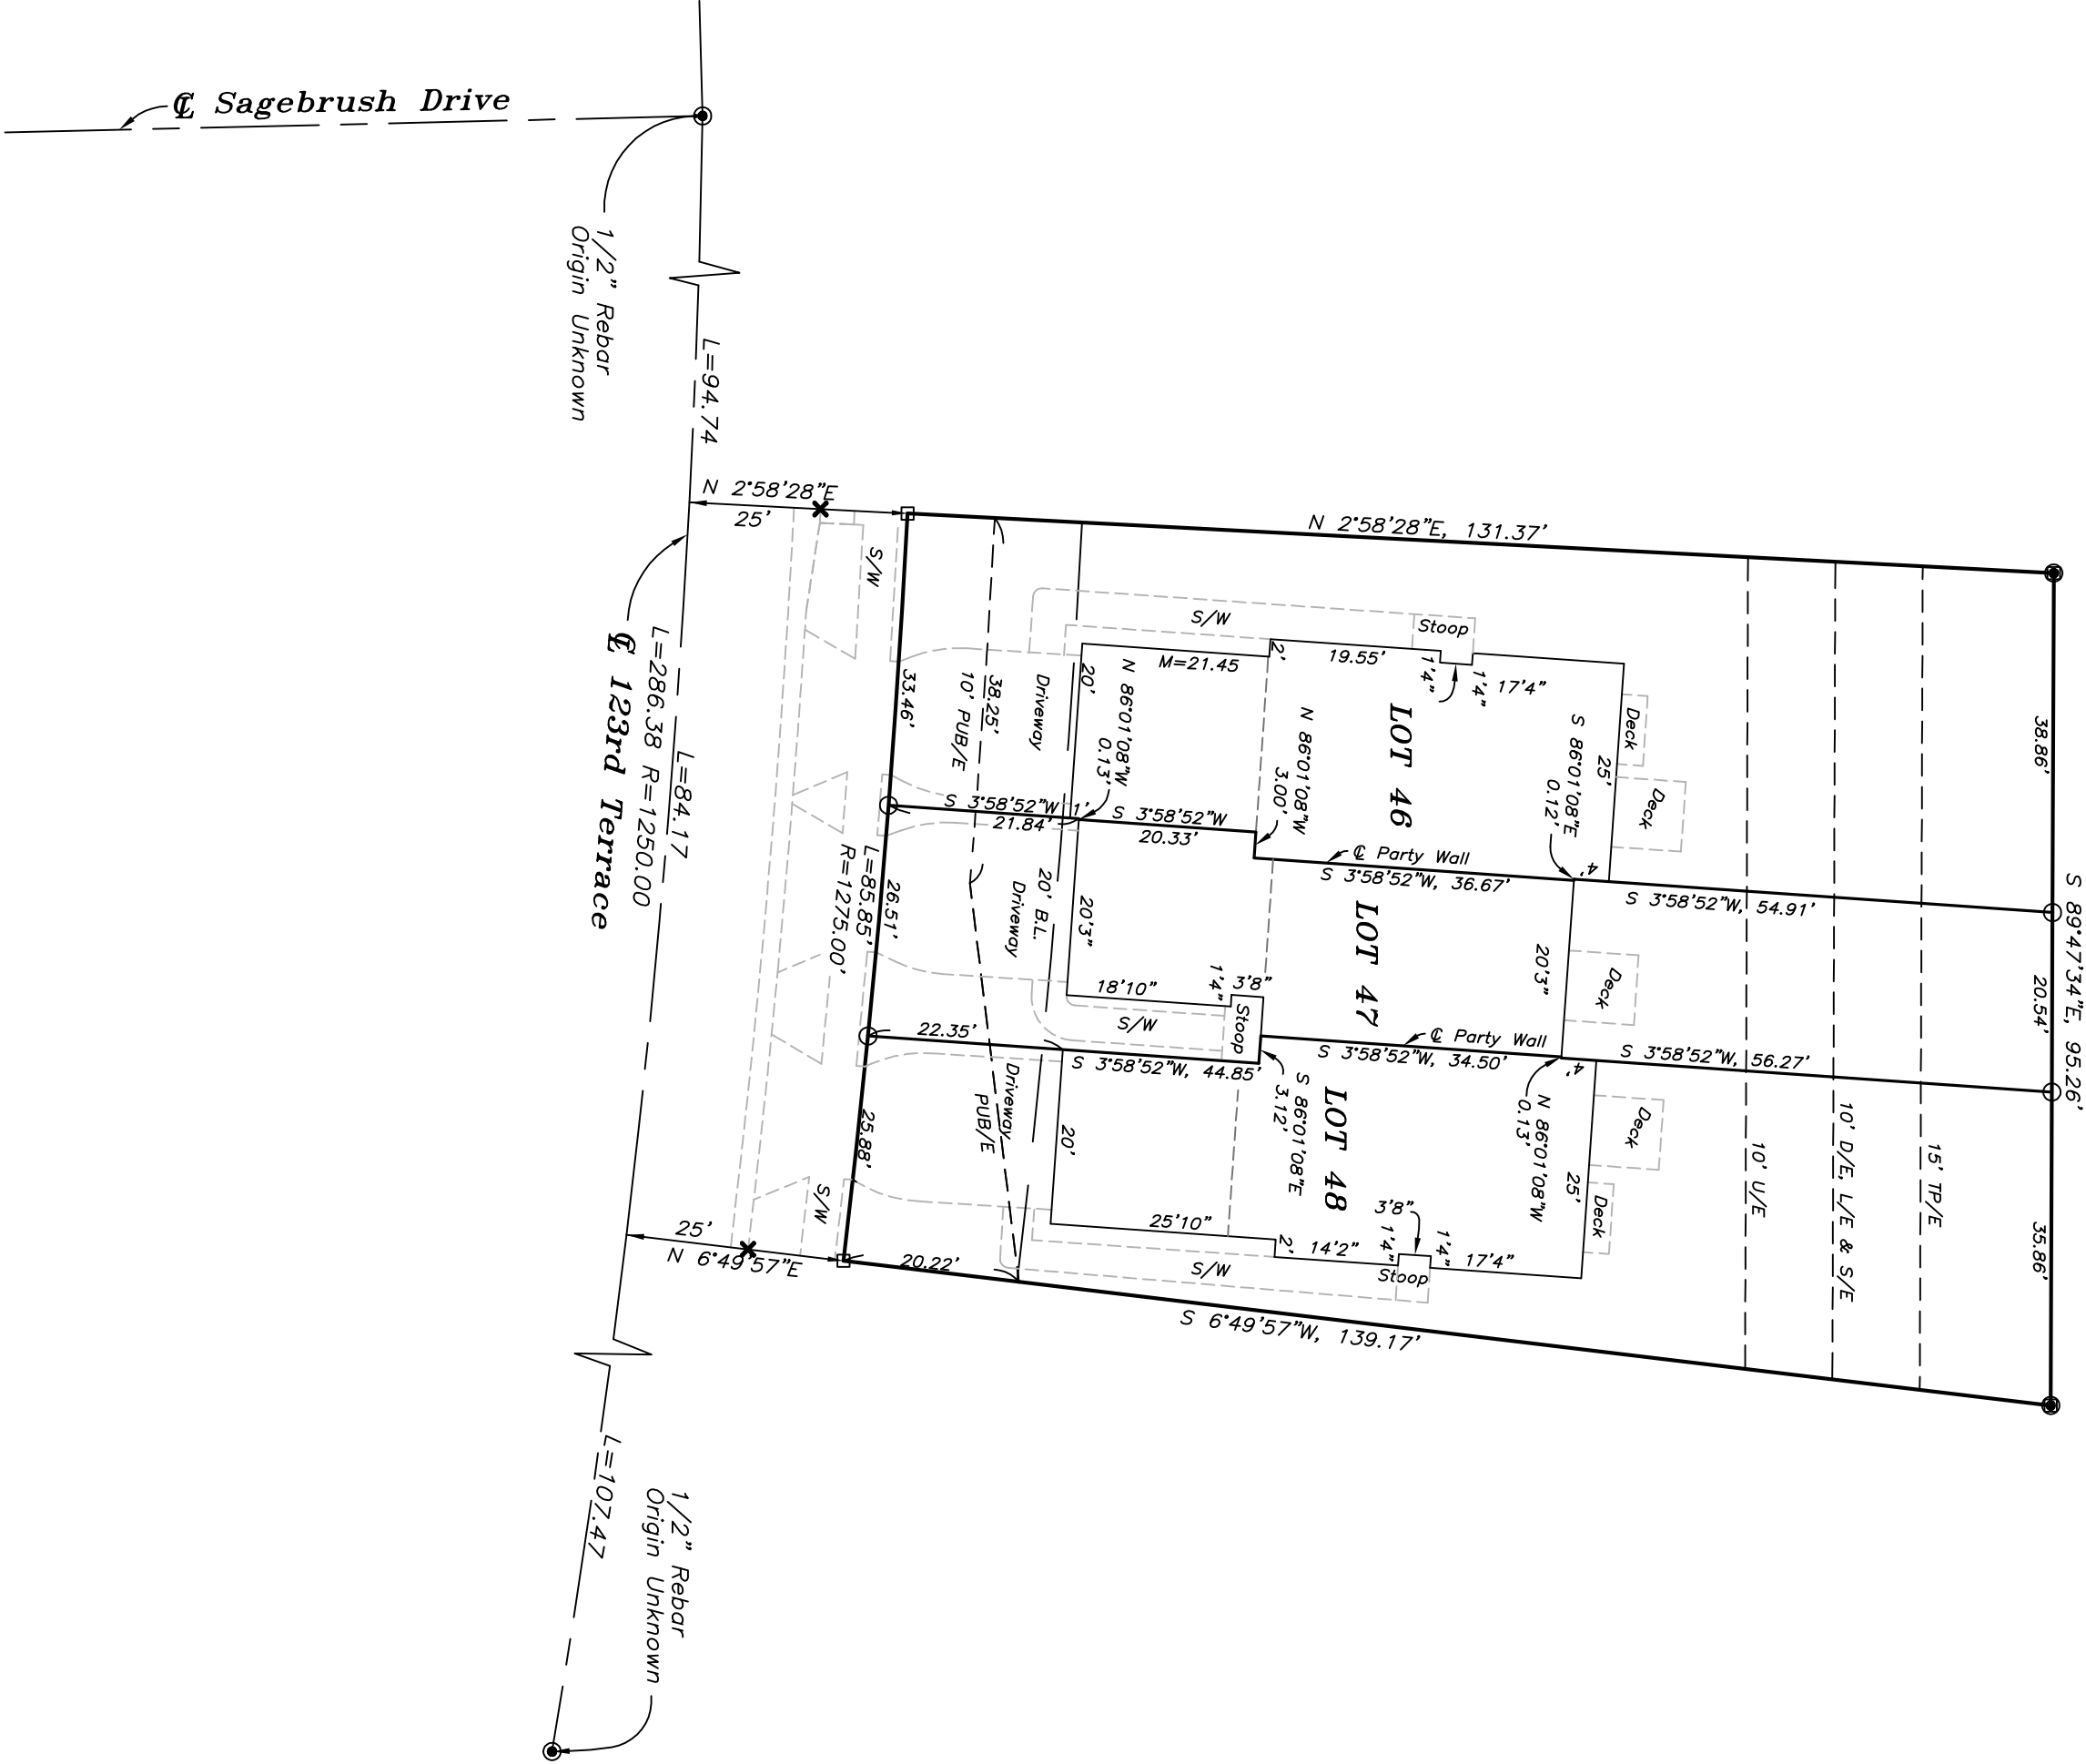 ℄ Sagebrush Drive
1/2" Rebar
Origin Unknown
L=94.74
N 2°58'28"E
25'
N 2°58'28"E, 131.37'
S/W
S/W
Stoop
M=21.45
2'
19.55'
1'4"
1'4"
17'4"
20'
N 86°01'08"W
0.13'
N 86°01'08"W
3.00'
LOT 46
S 86°01'08"E
0.12'
25'
Deck
Deck
38.86'
33.46'
38.25'
10' PUB/E
Driveway
L=286.38 R=1250.00
L=84.17
℄ 123rd Terrace
S 3°58'52"W
1'
21.84'
S 3°58'52"W
20.33'
℄ Party Wall
S 3°58'52"W, 36.67'
4'
S 3°58'52"W, 54.91'
L=85.85'
R=1275.00'
26.51'
20' B.L.
Driveway
20'3"
LOT 47
18'10"
1'4"
3'8"
Stoop
S/W
20'3"
Deck
20.54'
S 89°47'34"E, 95.26'
22.35'
S 3°58'52"W, 44.85'
℄ Party Wall
S 3°58'52"W, 34.50'
4'
S 3°58'52"W, 56.27'
25.88'
Driveway
PUB/E
20'
S 86°01'08"E
3.12'
LOT 48
N 86°01'08"W
0.13'
25'
Deck
Deck
10' U/E
10' D/E, L/E & S/E
15' TP/E
35.86'
S/W
25'
N 6°49'57"E
20.22'
25'10"
2'
14'2"
3'8"
1'4"
1'4"
17'4"
Stoop
S/W
S 6°49'57"W, 139.17'
L=107.47
1/2" Rebar
Origin Unknown